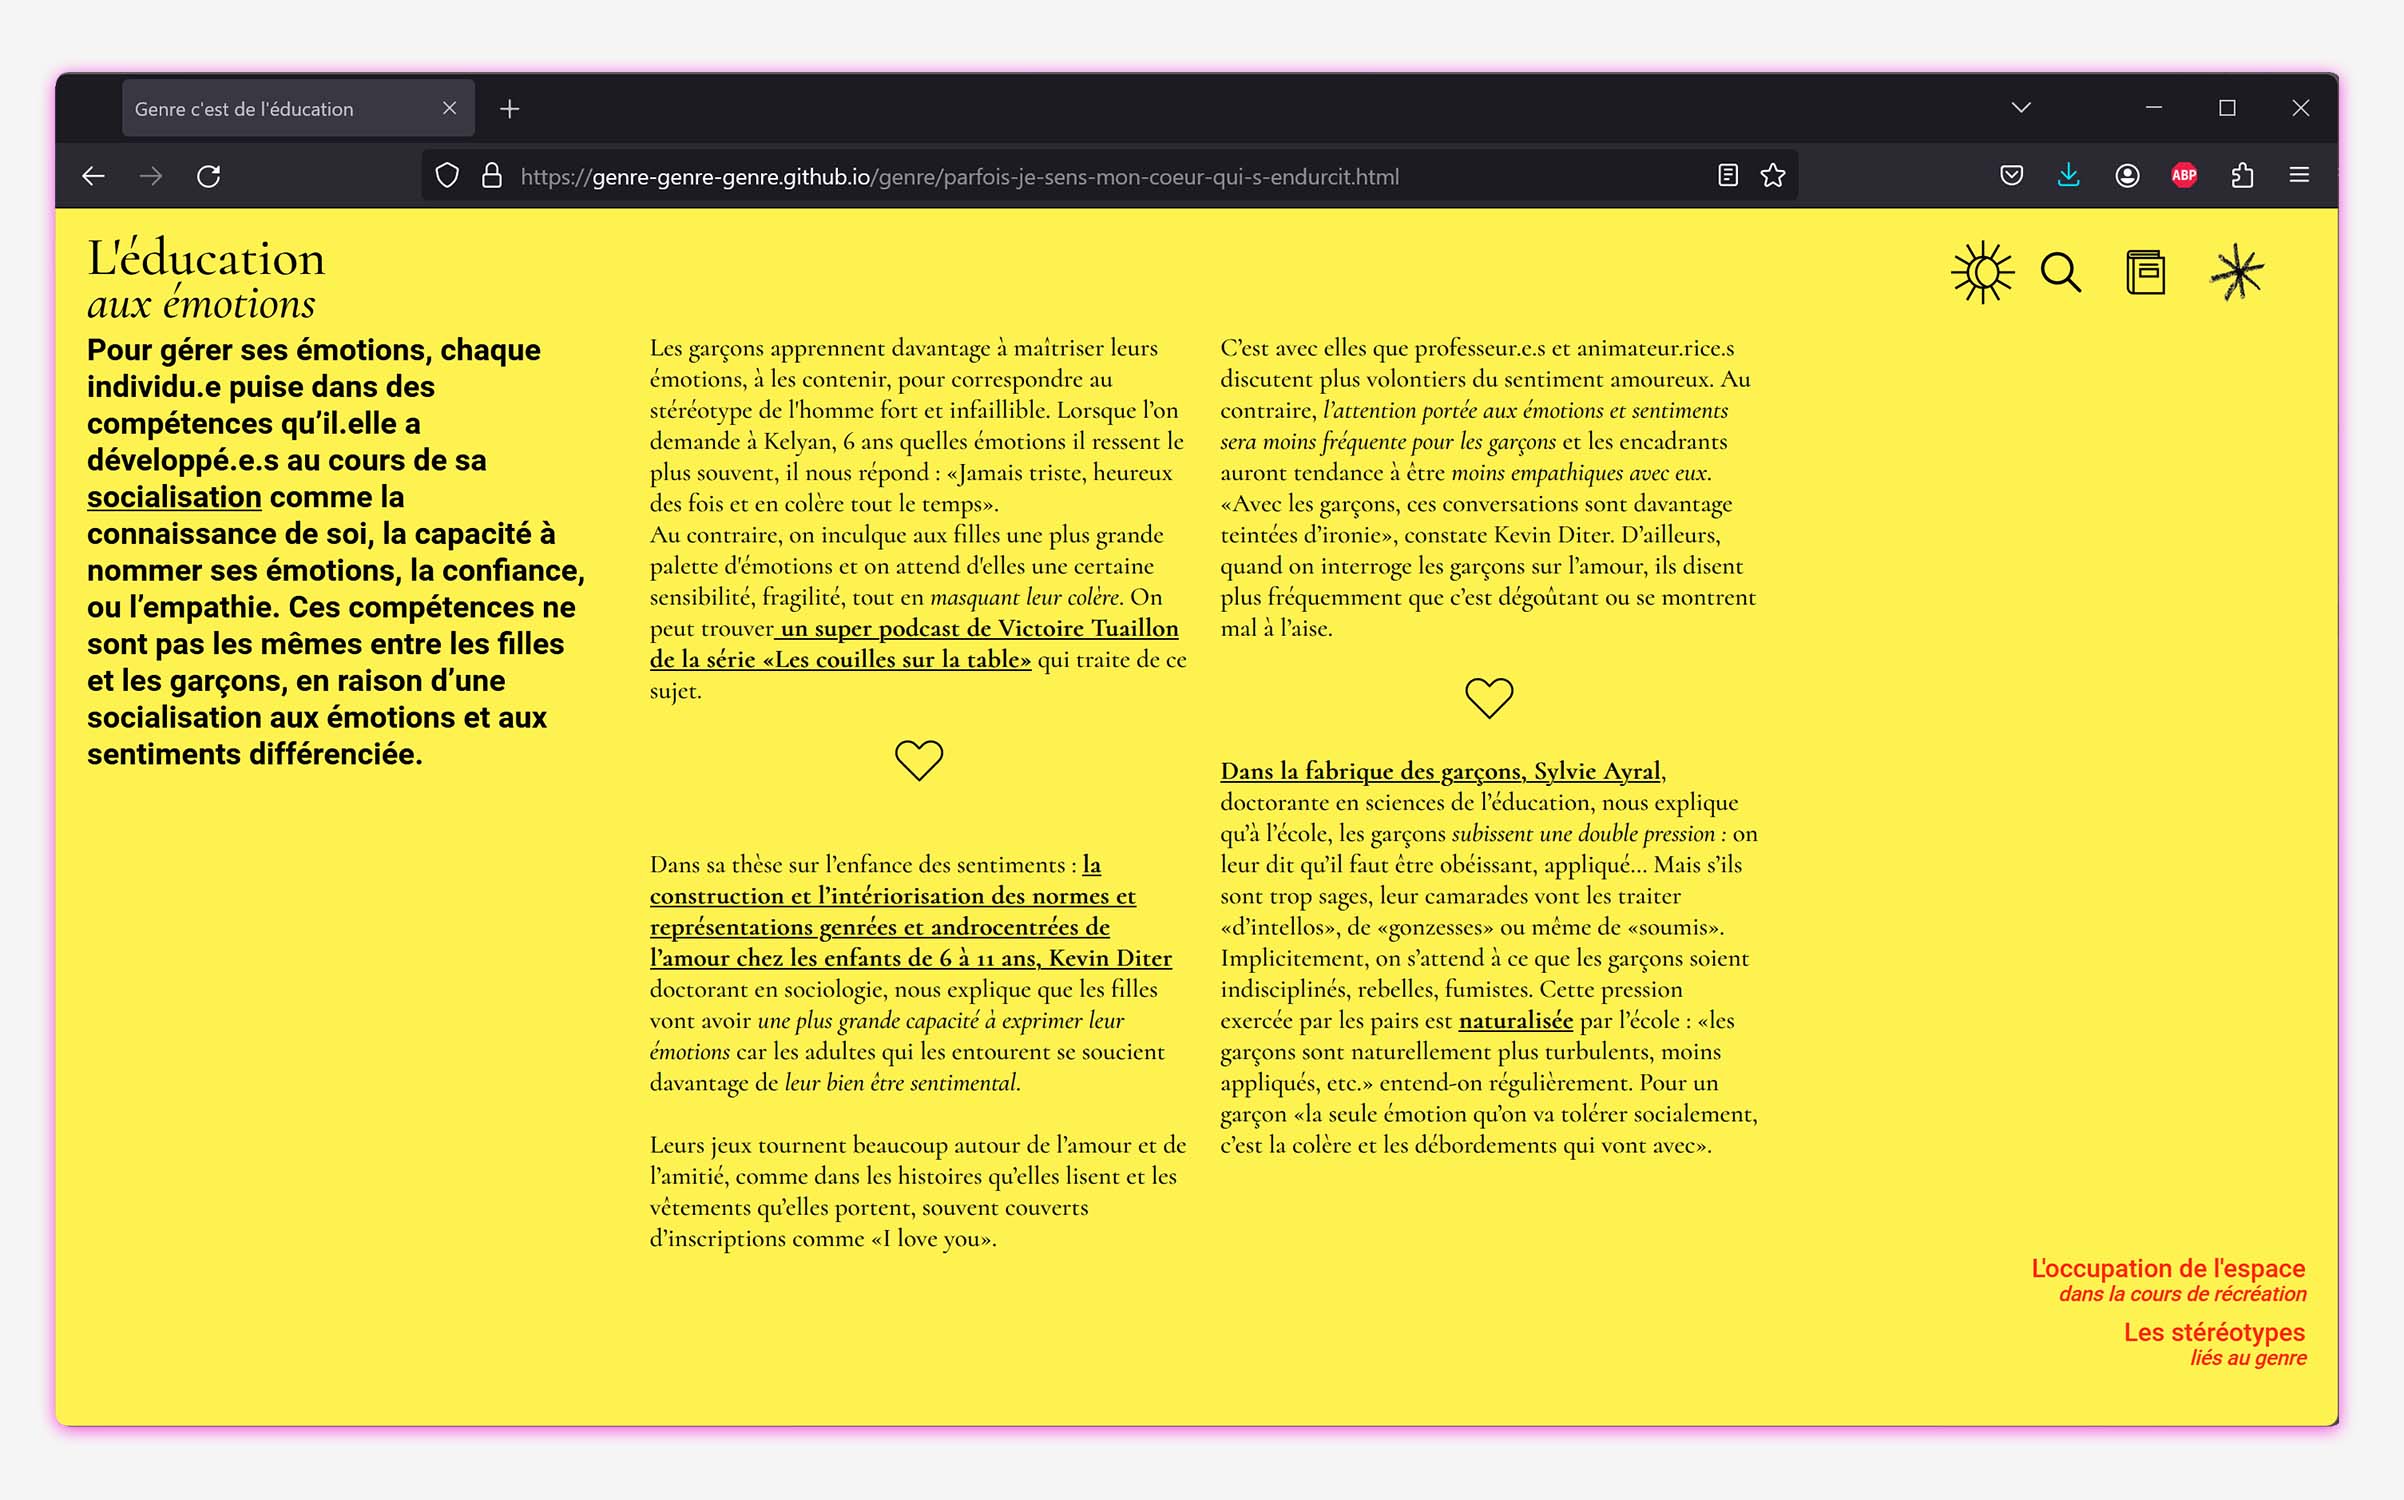 Genre c'est de l'éducation
https://genre-genre-genre.github.io/genre/parfois-je-sens-mon-coeur-qui-s-endurcit.html
ABP
L'éducation
aux émotions
Pour gérer ses émotions, chaque
individu.e puise dans des
compétences qu’il.elle a
développé.e.s au cours de sa
socialisation comme la
connaissance de soi, la capacité à
nommer ses émotions, la confiance,
ou l’empathie. Ces compétences ne
sont pas les mêmes entre les filles
et les garçons, en raison d’une
socialisation aux émotions et aux
sentiments différenciée.
Les garçons apprennent davantage à maîtriser leurs
émotions, à les contenir, pour correspondre au
stéréotype de l'homme fort et infaillible. Lorsque l’on
demande à Kelyan, 6 ans quelles émotions il ressent le
plus souvent, il nous répond : «Jamais triste, heureux
des fois et en colère tout le temps».
Au contraire, on inculque aux filles une plus grande
palette d'émotions et on attend d'elles une certaine
sensibilité, fragilité, tout en masquant leur colère. On
peut trouver un super podcast de Victoire Tuaillon
de la série «Les couilles sur la table» qui traite de ce
sujet.
Dans sa thèse sur l’enfance des sentiments : la
construction et l’intériorisation des normes et
représentations genrées et androcentrées de
l’amour chez les enfants de 6 à 11 ans, Kevin Diter
doctorant en sociologie, nous explique que les filles
vont avoir une plus grande capacité à exprimer leur
émotions car les adultes qui les entourent se soucient
davantage de leur bien être sentimental.
Leurs jeux tournent beaucoup autour de l’amour et de
l’amitié, comme dans les histoires qu’elles lisent et les
vêtements qu’elles portent, souvent couverts
d’inscriptions comme «I love you».
C’est avec elles que professeur.e.s et animateur.rice.s
discutent plus volontiers du sentiment amoureux. Au
contraire, l’attention portée aux émotions et sentiments
sera moins fréquente pour les garçons et les encadrants
auront tendance à être moins empathiques avec eux.
«Avec les garçons, ces conversations sont davantage
teintées d’ironie», constate Kevin Diter. D’ailleurs,
quand on interroge les garçons sur l’amour, ils disent
plus fréquemment que c’est dégoûtant ou se montrent
mal à l’aise.
Dans la fabrique des garçons, Sylvie Ayral,
doctorante en sciences de l’éducation, nous explique
qu’à l’école, les garçons subissent une double pression : on
leur dit qu’il faut être obéissant, appliqué... Mais s’ils
sont trop sages, leur camarades vont les traiter
«d’intellos», de «gonzesses» ou même de «soumis».
Implicitement, on s’attend à ce que les garçons soient
indisciplinés, rebelles, fumistes. Cette pression
exercée par les pairs est naturalisée par l’école : «les
garçons sont naturellement plus turbulents, moins
appliqués, etc.» entend-on régulièrement. Pour un
garçon «la seule émotion qu’on va tolérer socialement,
c’est la colère et les débordements qui vont avec».
L'occupation de l'espace
dans la cours de récréation
Les stéréotypes
liés au genre